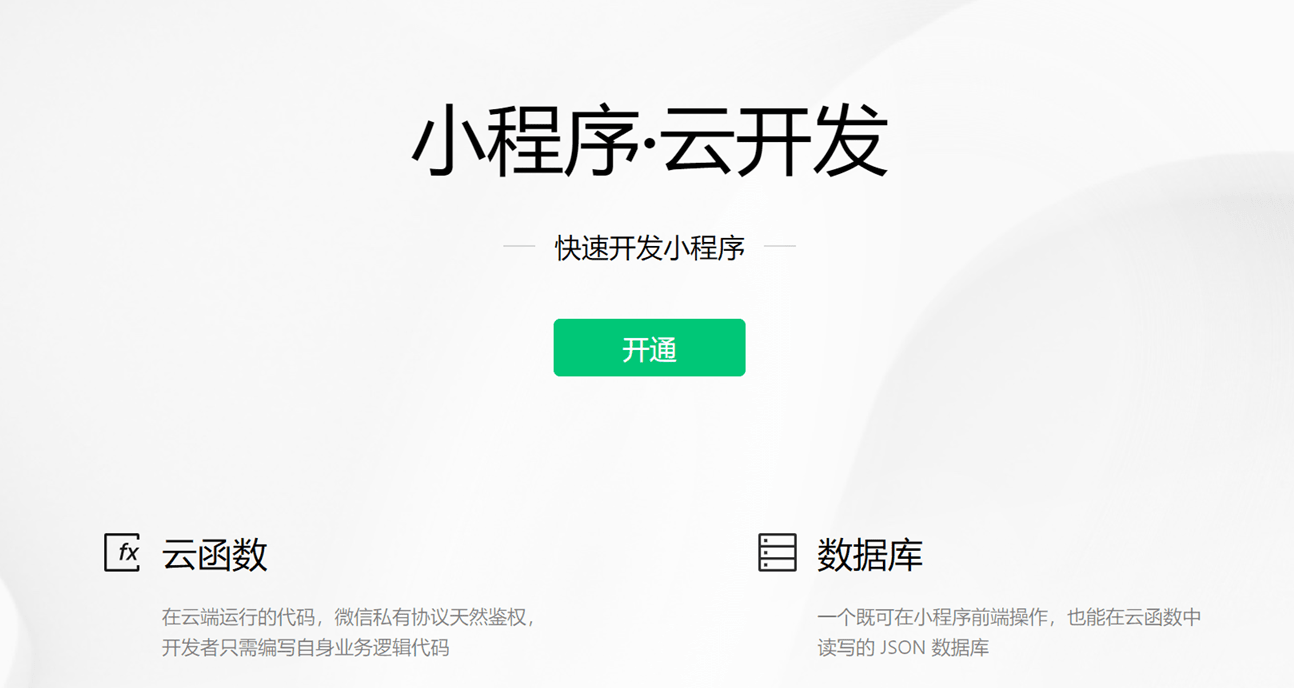 小程序·云开发
快速开发小程序
开通
fx 云函数
在云端运行的代码，微信私有协议天然鉴权，
开发者只需编写自身业务逻辑代码
数据库
一个既可在小程序前端操作，也能在云函数中
读写的 JSON 数据库